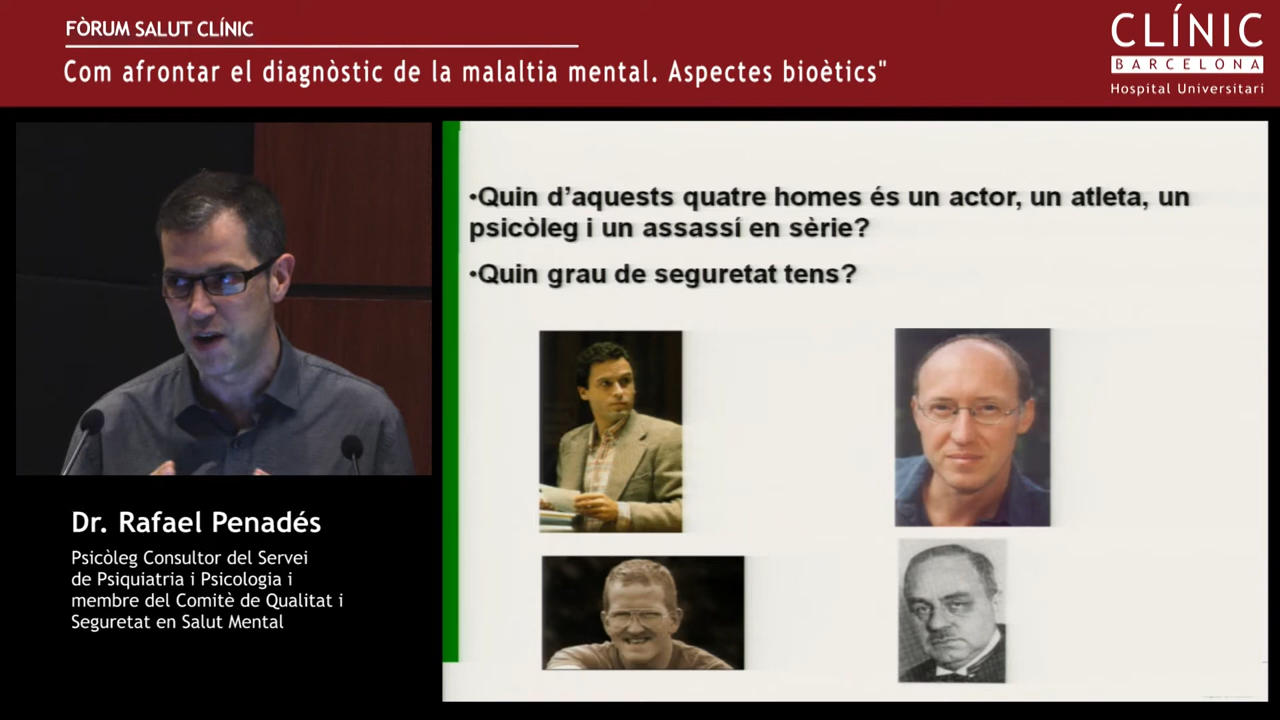 FÒRUM SALUT CLÍNIC
Com afrontar el diagnòstic de la malaltia mental. Aspectes bioètics"
CLÍNIC
BARCELONA
Hospital Universitari
•Quin d'aquests quatre homes és un actor, un atleta, un
psicòleg i un assassí en sèrie?
•Quin grau de seguretat tens?
Dr. Rafael Penadés
Psicòleg Consultor del Servei
de Psiquiatria i Psicologia i
membre del Comitè de Qualitat i
Seguretat en Salut Mental